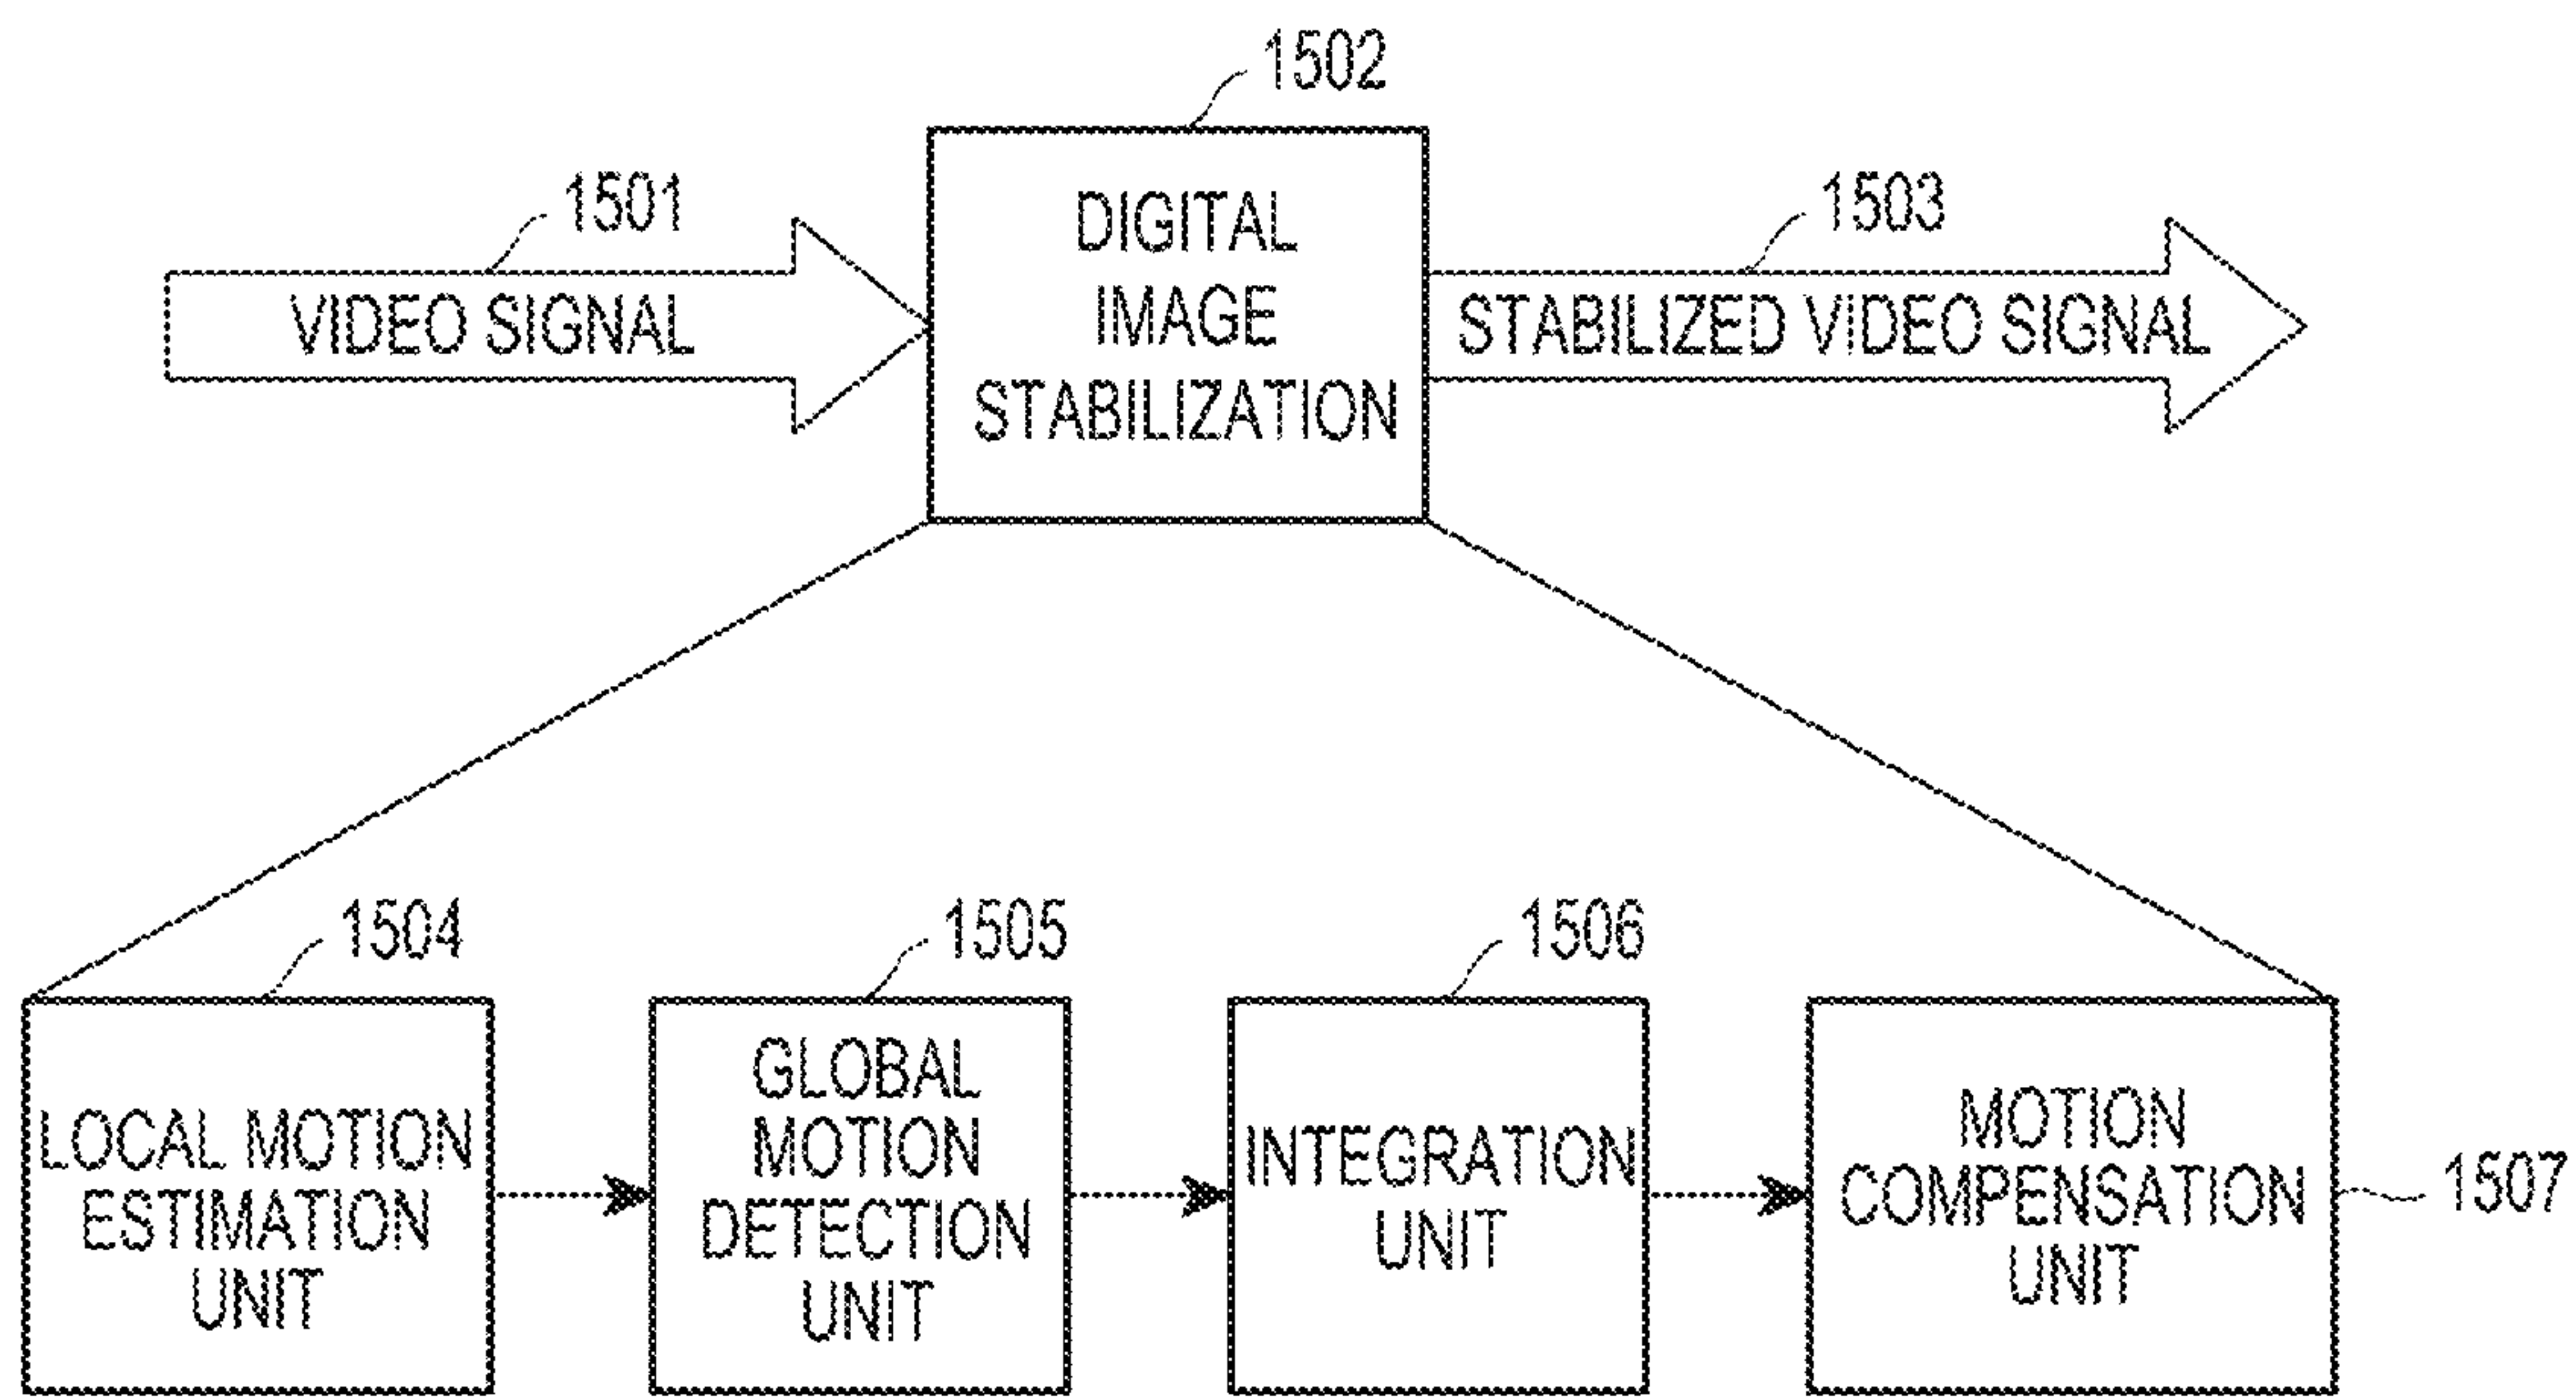 1502
1501
1503
DIGITAL
IMAGE
STABILIZATION
VIDEO SIGNAL
STABILIZED VIDEO SIGNAL
1504
1505
1506
LOCAL MOTION
ESTIMATION
UNIT
GLOBAL
MOTION
DETECTION
UNIT
INTEGRATION
UNIT
MOTION
COMPENSATION
UNIT
1507